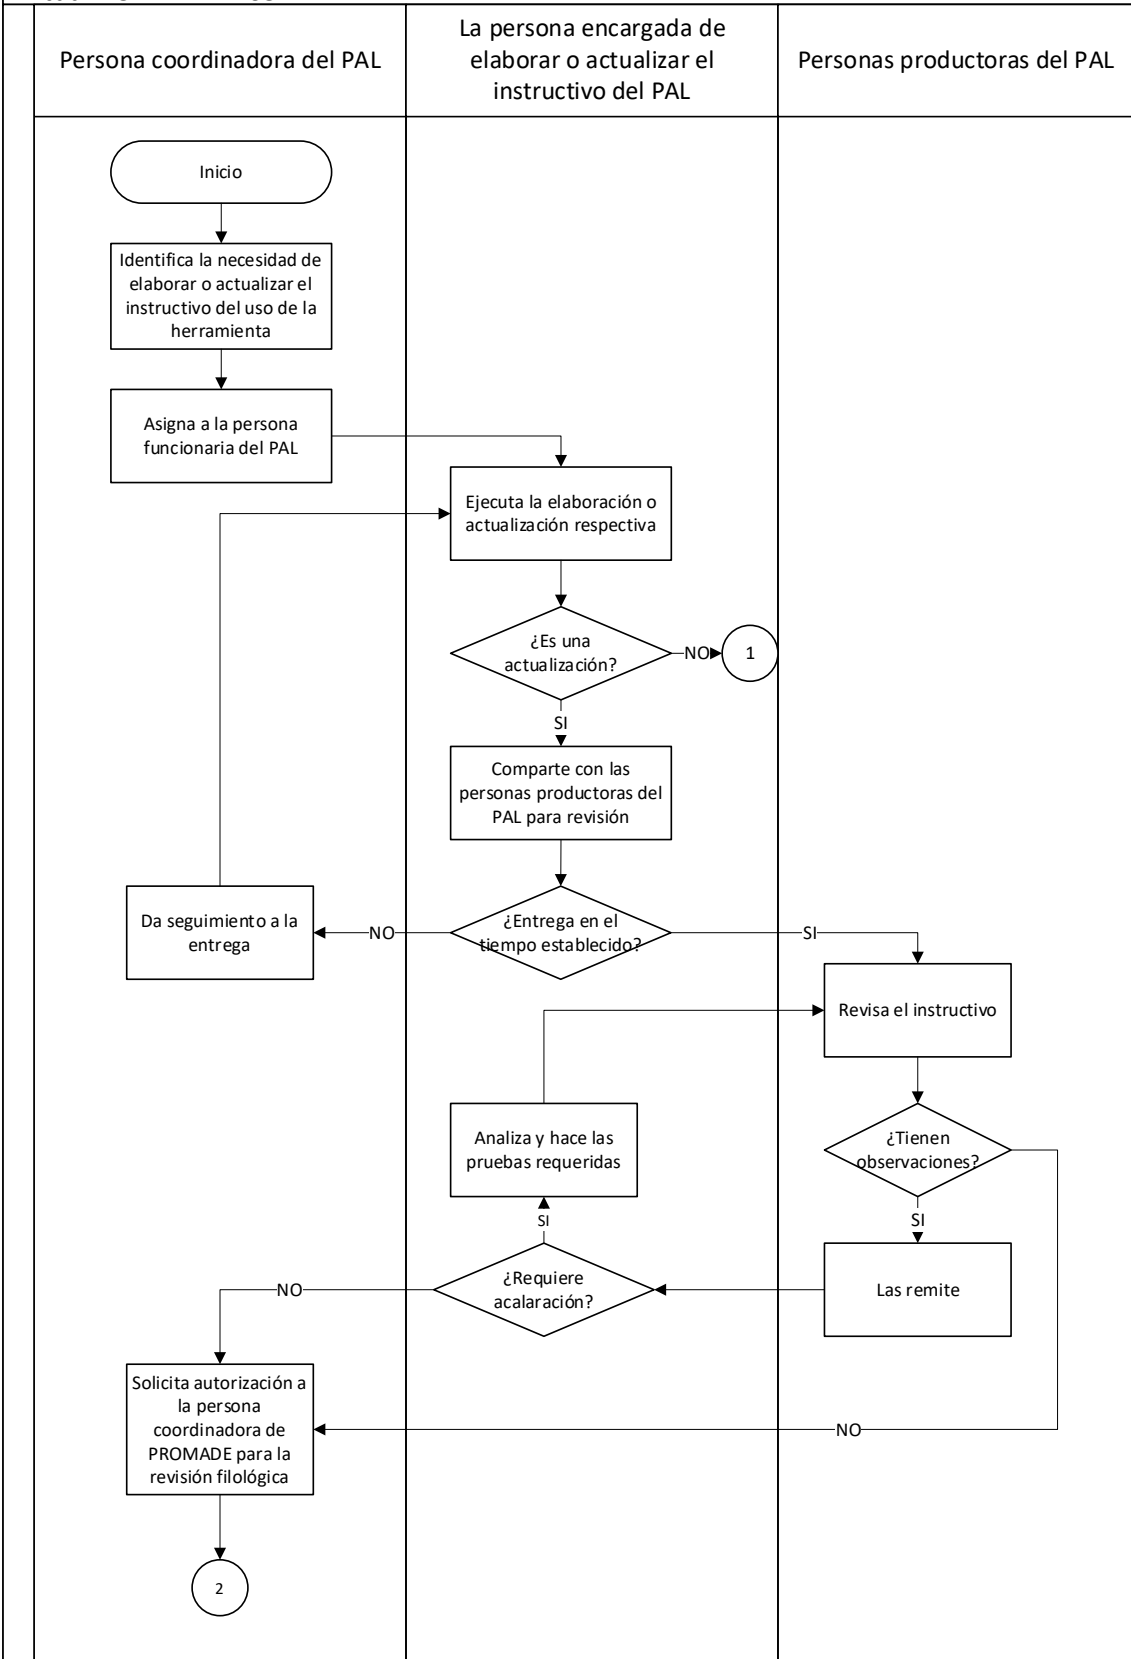 Persona coordinadora del PAL
La persona encargada de
elaborar o actualizar el
instructivo del PAL
Personas productoras del PAL
Inicio
Identifica la necesidad de
elaborar o actualizar el
instructivo del uso de la
herramienta
Asigna a la persona
funcionaria del PAL
Ejecuta la elaboración o
actualización respectiva
¿Es una
actualización?
NO
1
SI
Comparte con las
personas productoras del
PAL para revisión
¿Entrega en el
tiempo establecido?
NO
Da seguimiento a la
entrega
SI
Revisa el instructivo
¿Tienen
observaciones?
SI
Las remite
Analiza y hace las
pruebas requeridas
SI
¿Requiere
acalaración?
NO
Solicita autorización a
la persona
coordinadora de
PROMADE para la
revisión filológica
NO
2